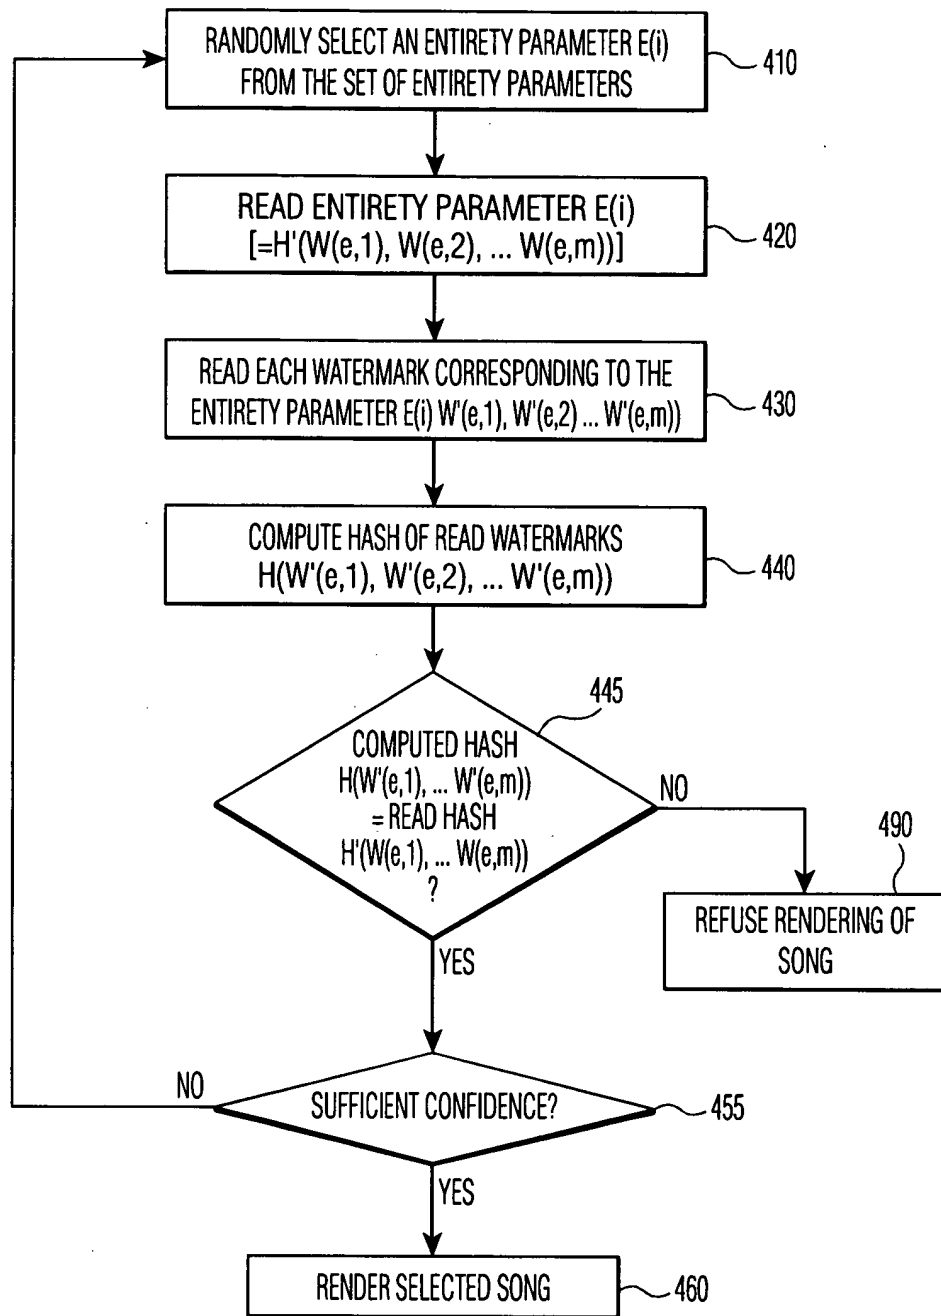 RANDOMLY SELECT AN ENTIRETY PARAMETER E(i)
FROM THE SET OF ENTIRETY PARAMETERS
410
READ ENTIRETY PARAMETER E(i)
[=H'(W(e,1), W(e,2), ... W(e,m))]
420
READ EACH WATERMARK CORRESPONDING TO THE
ENTIRETY PARAMETER E(i) W'(e,1), W'(e,2) ... W'(e,m))
430
COMPUTE HASH OF READ WATERMARKS
H(W'(e,1), W'(e,2), ... W'(e,m))
440
445
COMPUTED HASH
H(W'(e,1), ... W'(e,m))
= READ HASH
H'(W(e,1), ... W(e,m))
?
NO
490
REFUSE RENDERING OF
SONG
YES
NO
SUFFICIENT CONFIDENCE?
455
YES
RENDER SELECTED SONG
460